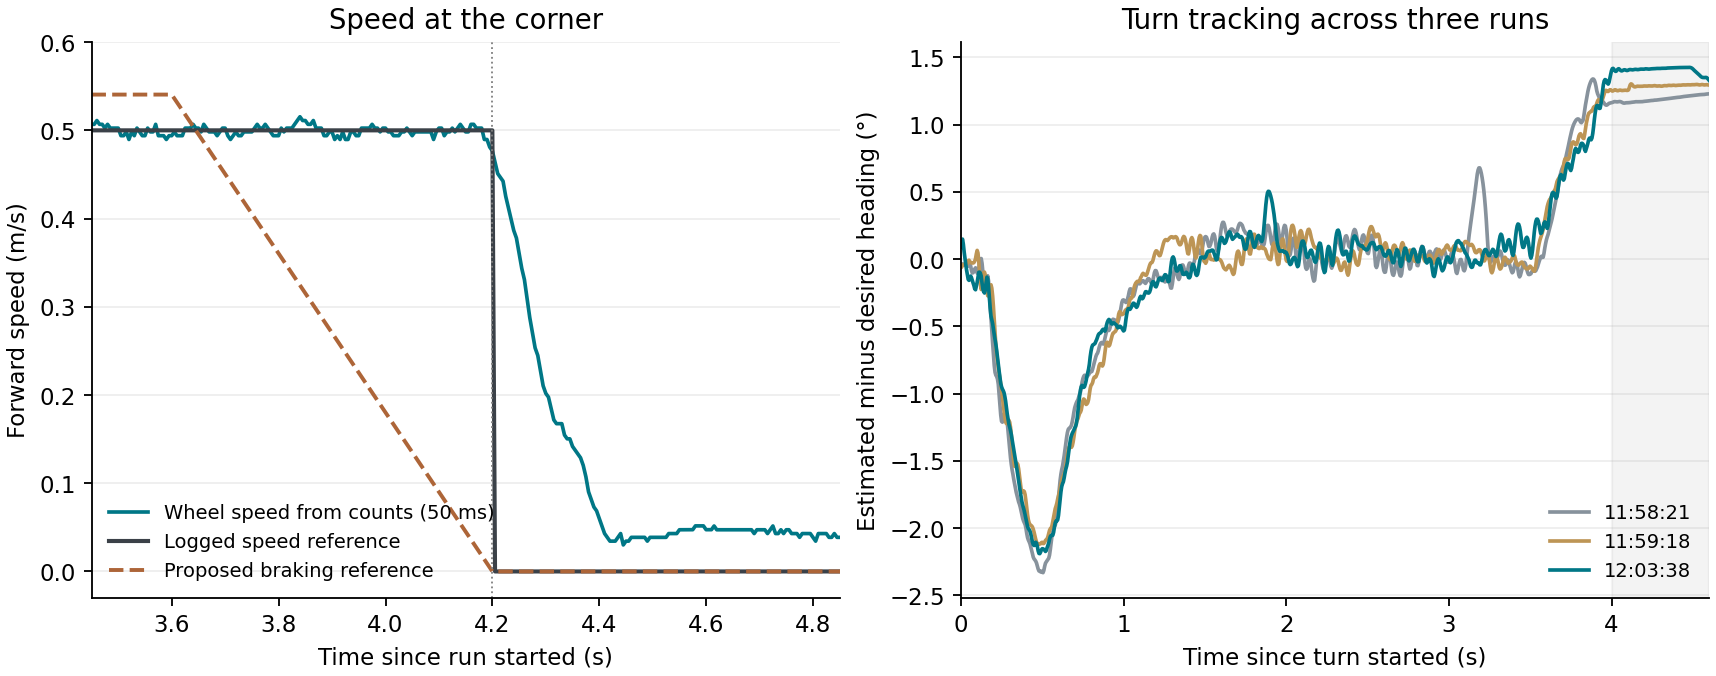 Speed at the corner
Forward speed (m/s)
0.6
0.5
0.4
0.3
0.2
0.1
0.0
Wheel speed from counts (50 ms)
Logged speed reference
Proposed braking reference
3.6 3.8 4.0 4.2 4.4 4.6 4.8
Time since run started (s)
Turn tracking across three runs
Estimated minus desired heading (°)
1.5
1.0
0.5
0.0
−0.5
−1.0
−1.5
−2.0
−2.5
11:58:21
11:59:18
12:03:38
0 1 2 3 4
Time since turn started (s)